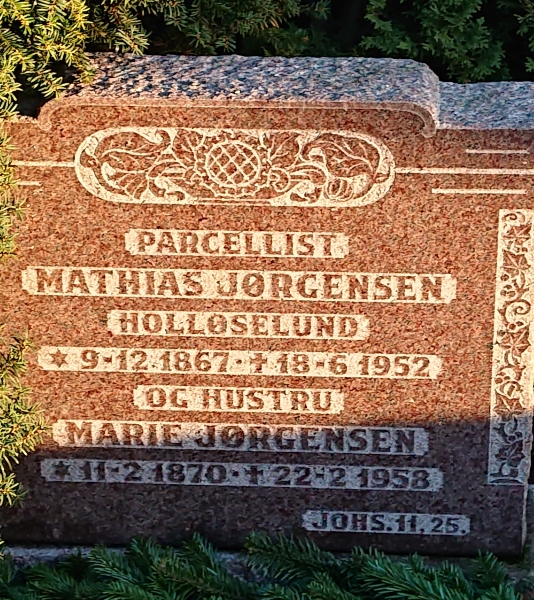 PARCELLIST
MATHIAS JØRGENSEN
HOLLØSELUND
* 9-12 1867 · † 18-6 1952
OG HUSTRU
MARIE JØRGENSEN
* 11-2 1870 · † 22-2 1958
JOHS. 11, 25.